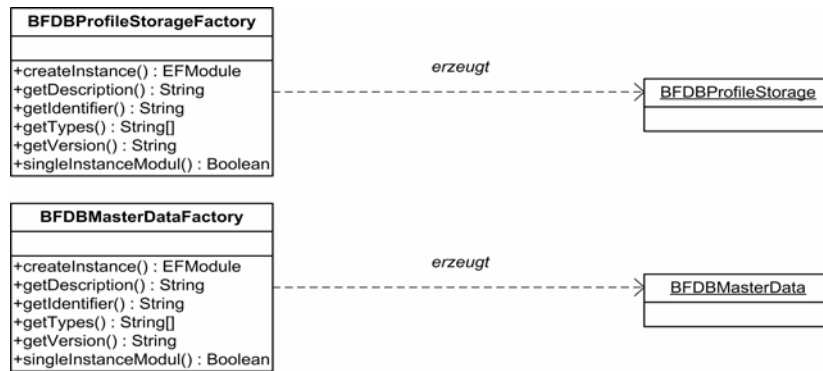 BFDBProfileStorageFactory
+createInstance() : EFModule
+getDescription() : String
+getIdentifier() : String
+getTypes() : String[]
+getVersion() : String
+singleInstanceModul() : Boolean
erzeugt
BFDBProfileStorage
BFDBMasterDataFactory
+createInstance() : EFModule
+getDescription() : String
+getIdentifier() : String
+getTypes() : String[]
+getVersion() : String
+singleInstanceModul() : Boolean
erzeugt
BFDBMasterData